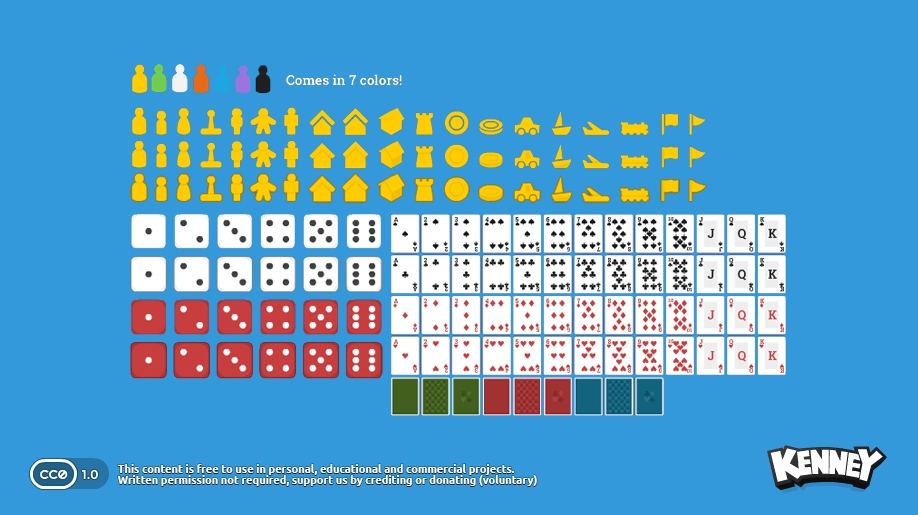 Comes in 7 colors!
A 2 3 4 5 6 7 8 9 10 J Q K
A 2 3 4 5 6 7 8 9 10 J Q K
A 2 3 4 5 6 7 8 9 10 J Q K
A 2 3 4 5 6 7 8 9 10 J Q K
CC0 1.0
This content is free to use in personal, educational and commercial projects.
Written permission not required, support us by crediting or donating (voluntary)
KENNEY